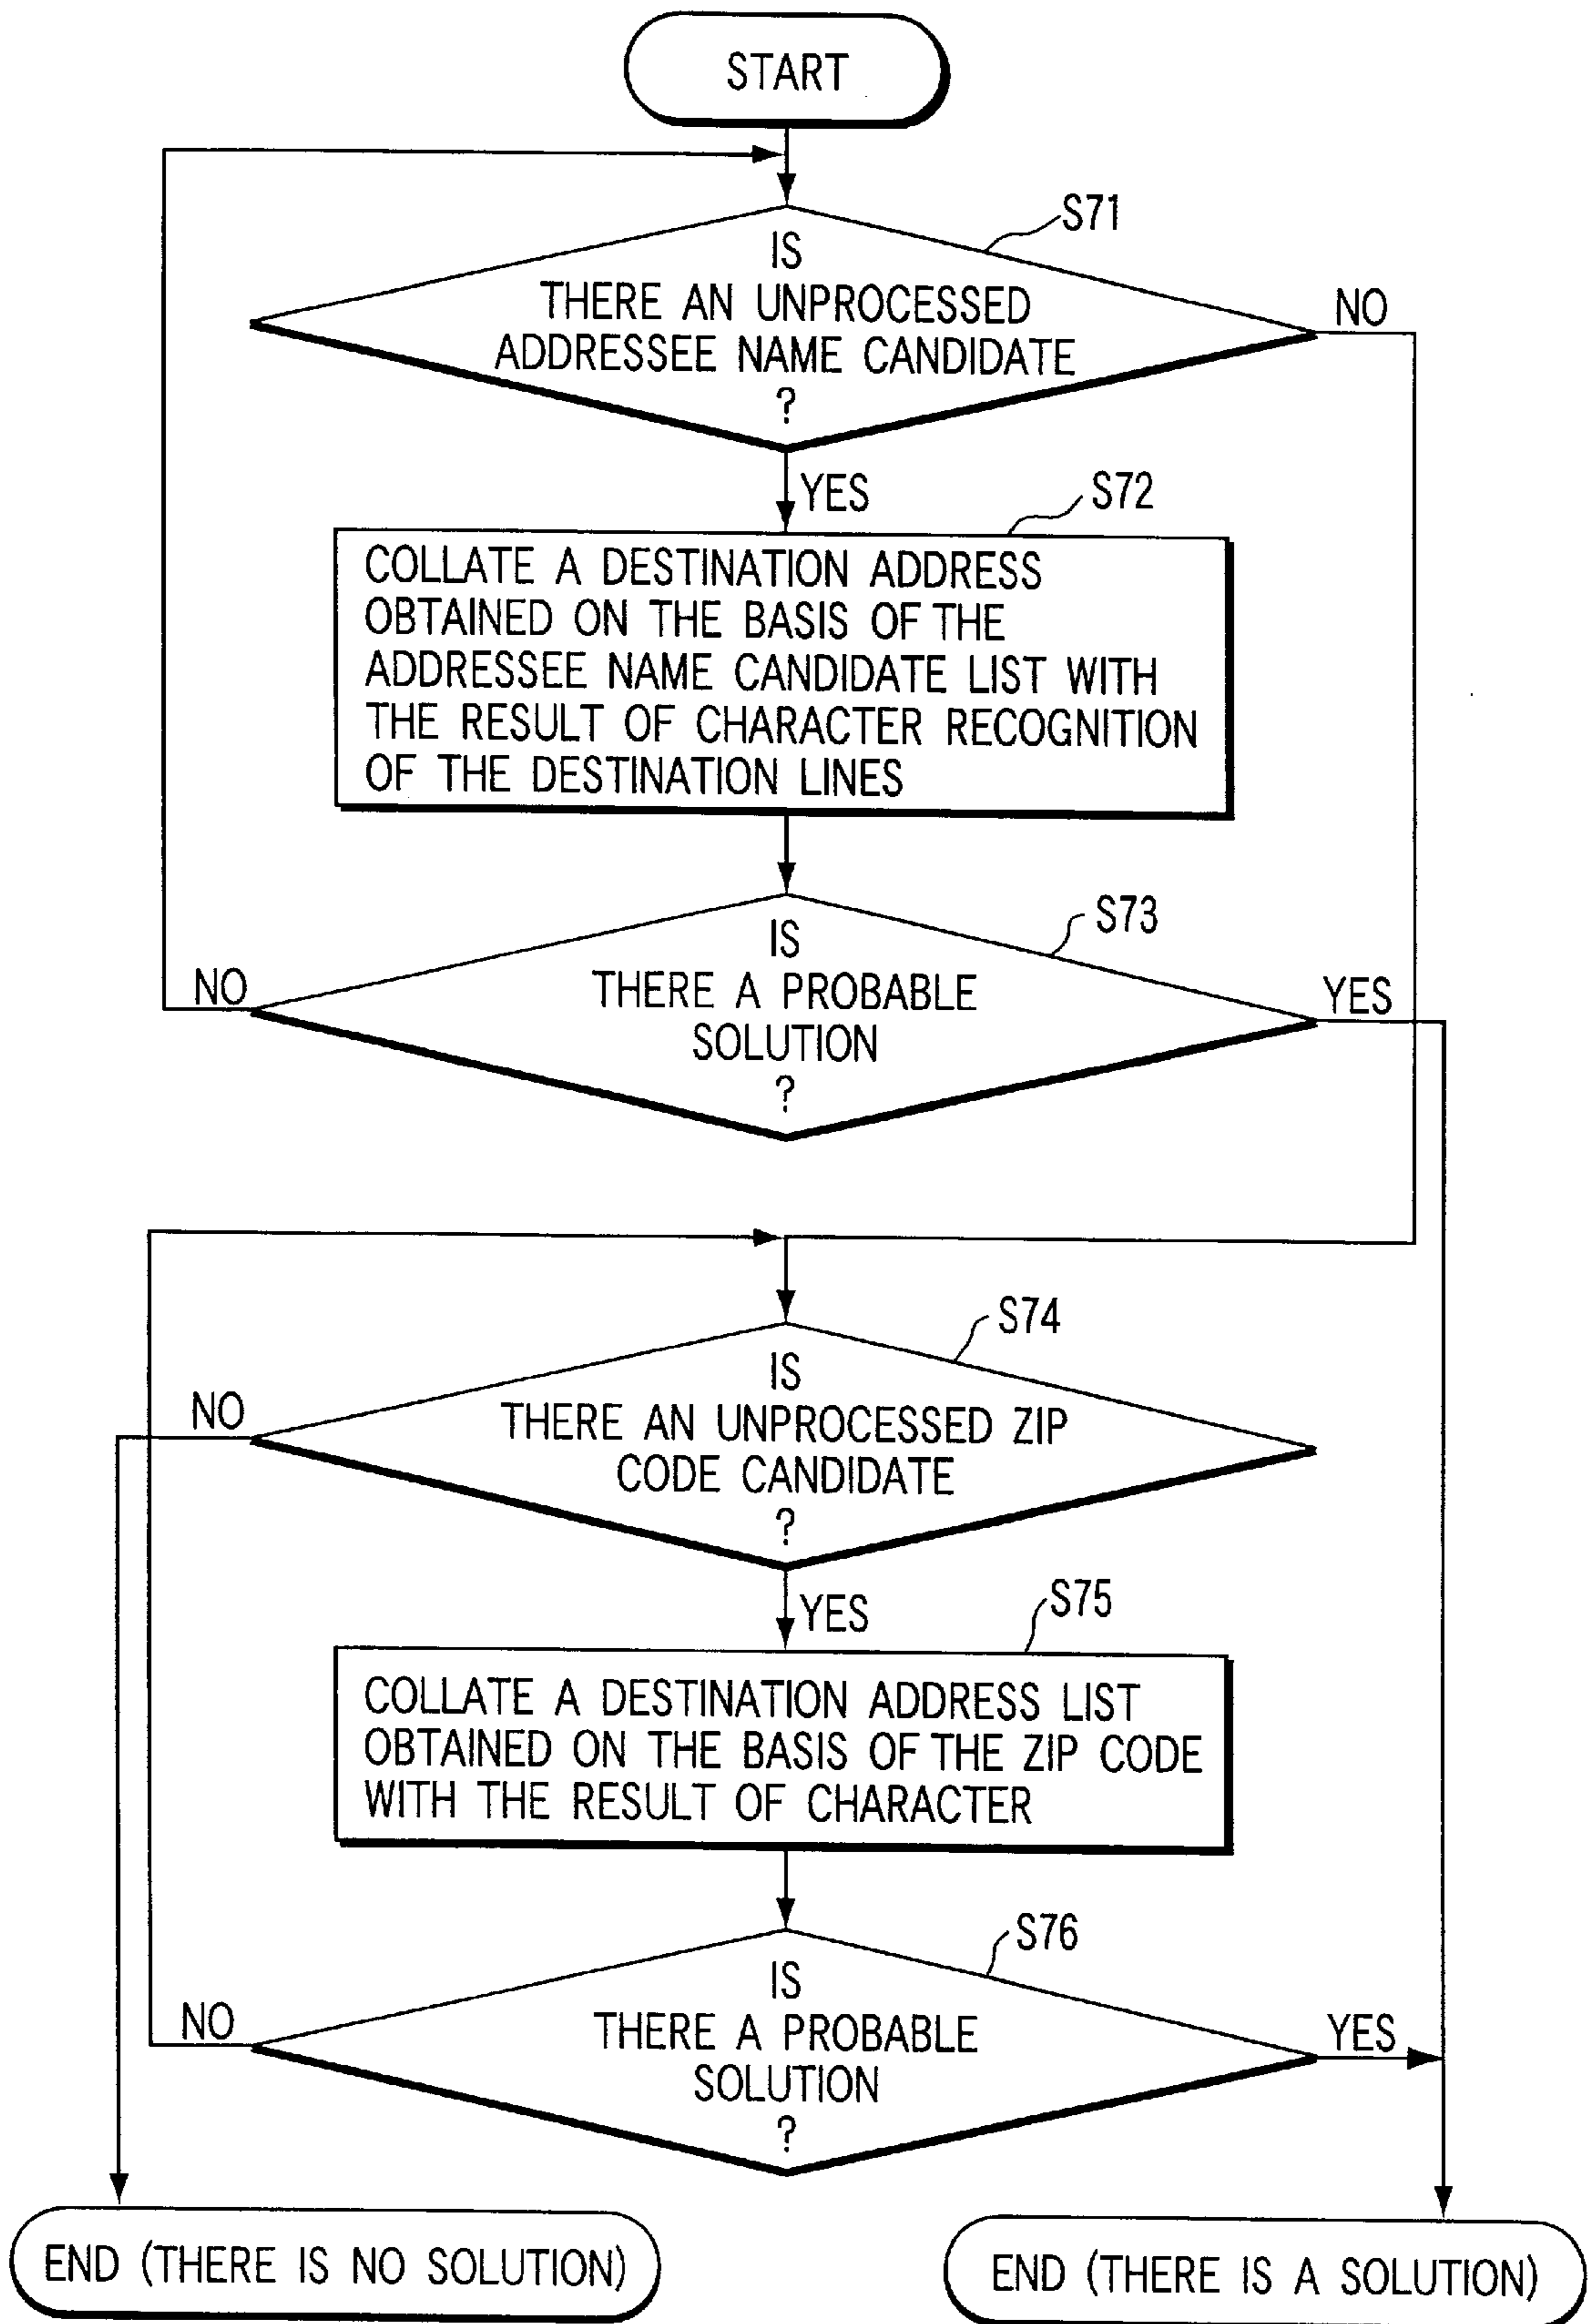 START
S71
IS
THERE AN UNPROCESSED
ADDRESSEE NAME CANDIDATE
?
NO
YES
S72
COLLATE A DESTINATION ADDRESS
OBTAINED ON THE BASIS OF THE
ADDRESSEE NAME CANDIDATE LIST WITH
THE RESULT OF CHARACTER RECOGNITION
OF THE DESTINATION LINES
S73
IS
THERE A PROBABLE
SOLUTION
?
NO
YES
S74
IS
THERE AN UNPROCESSED ZIP
CODE CANDIDATE
?
NO
YES
S75
COLLATE A DESTINATION ADDRESS LIST
OBTAINED ON THE BASIS OF THE ZIP CODE
WITH THE RESULT OF CHARACTER
S76
IS
THERE A PROBABLE
SOLUTION
?
NO
YES
END (THERE IS NO SOLUTION)
END (THERE IS A SOLUTION)